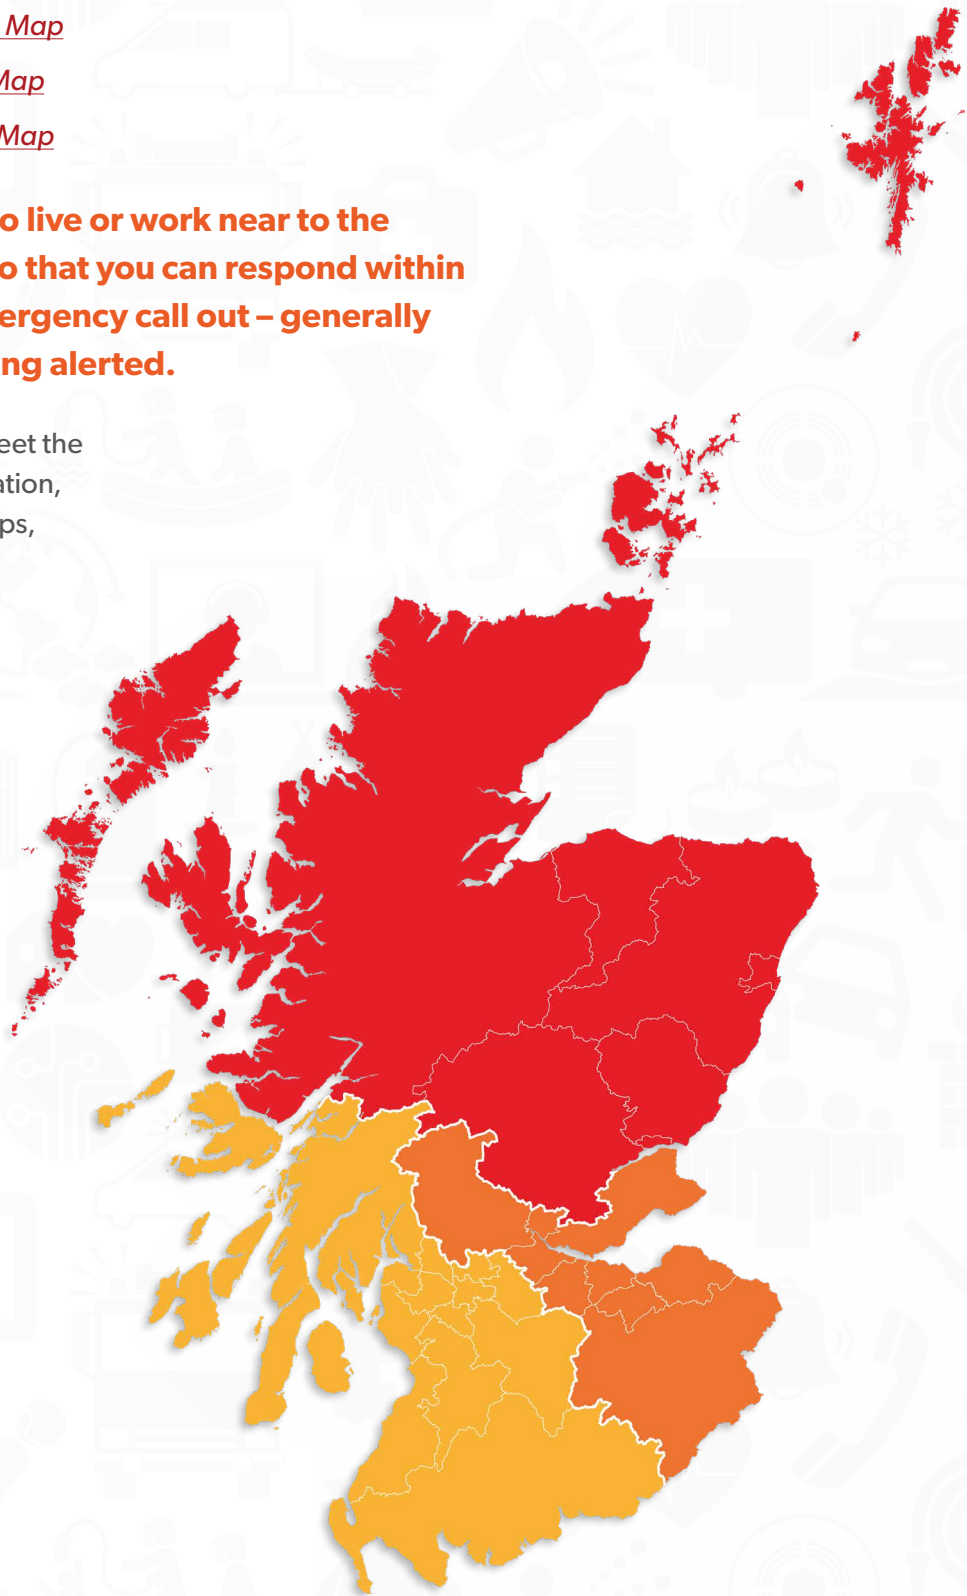 Map
Map
Map
o live or work near to the
o that you can respond within
ergency call out – generally
ng alerted.
eet the
ation,
ps,